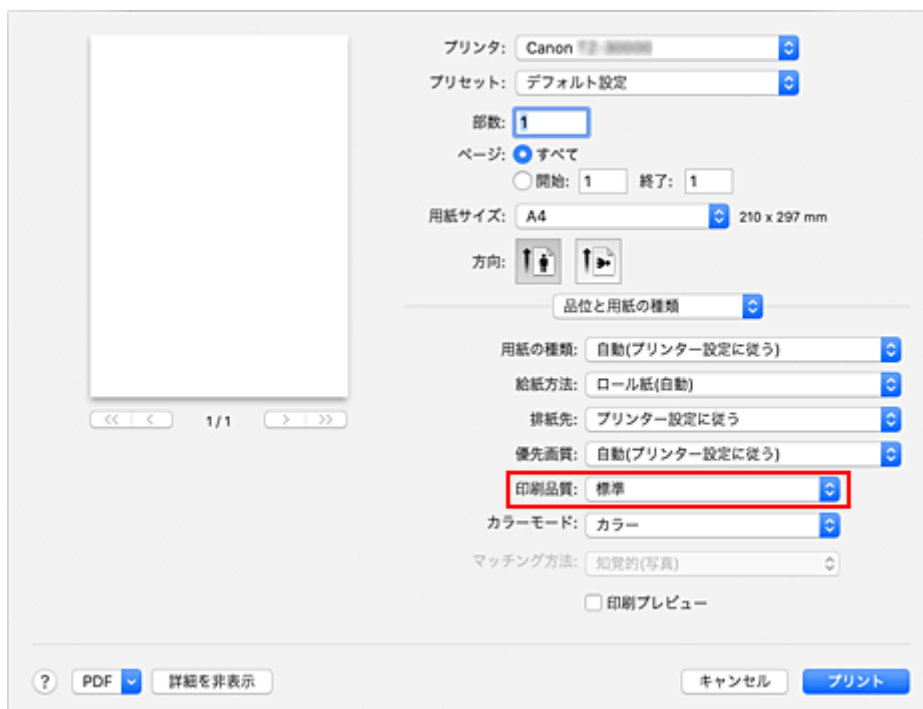 プリンタ: Canon
プリセット: デフォルト設定
部数: 1
ページ: すべて
開始: 1 終了: 1
用紙サイズ: A4 210 x 297 mm
方向:
品位と用紙の種類
用紙の種類: 自動(プリンター設定に従う)
給紙方法: ロール紙(自動)
<< < 1/1 > >>
排紙先: プリンター設定に従う
優先画質: 自動(プリンター設定に従う)
印刷品質: 標準
カラーモード: カラー
マッチング方法: 知覚的(写真)
印刷プレビュー
? PDF 詳細を非表示 キャンセル プリント